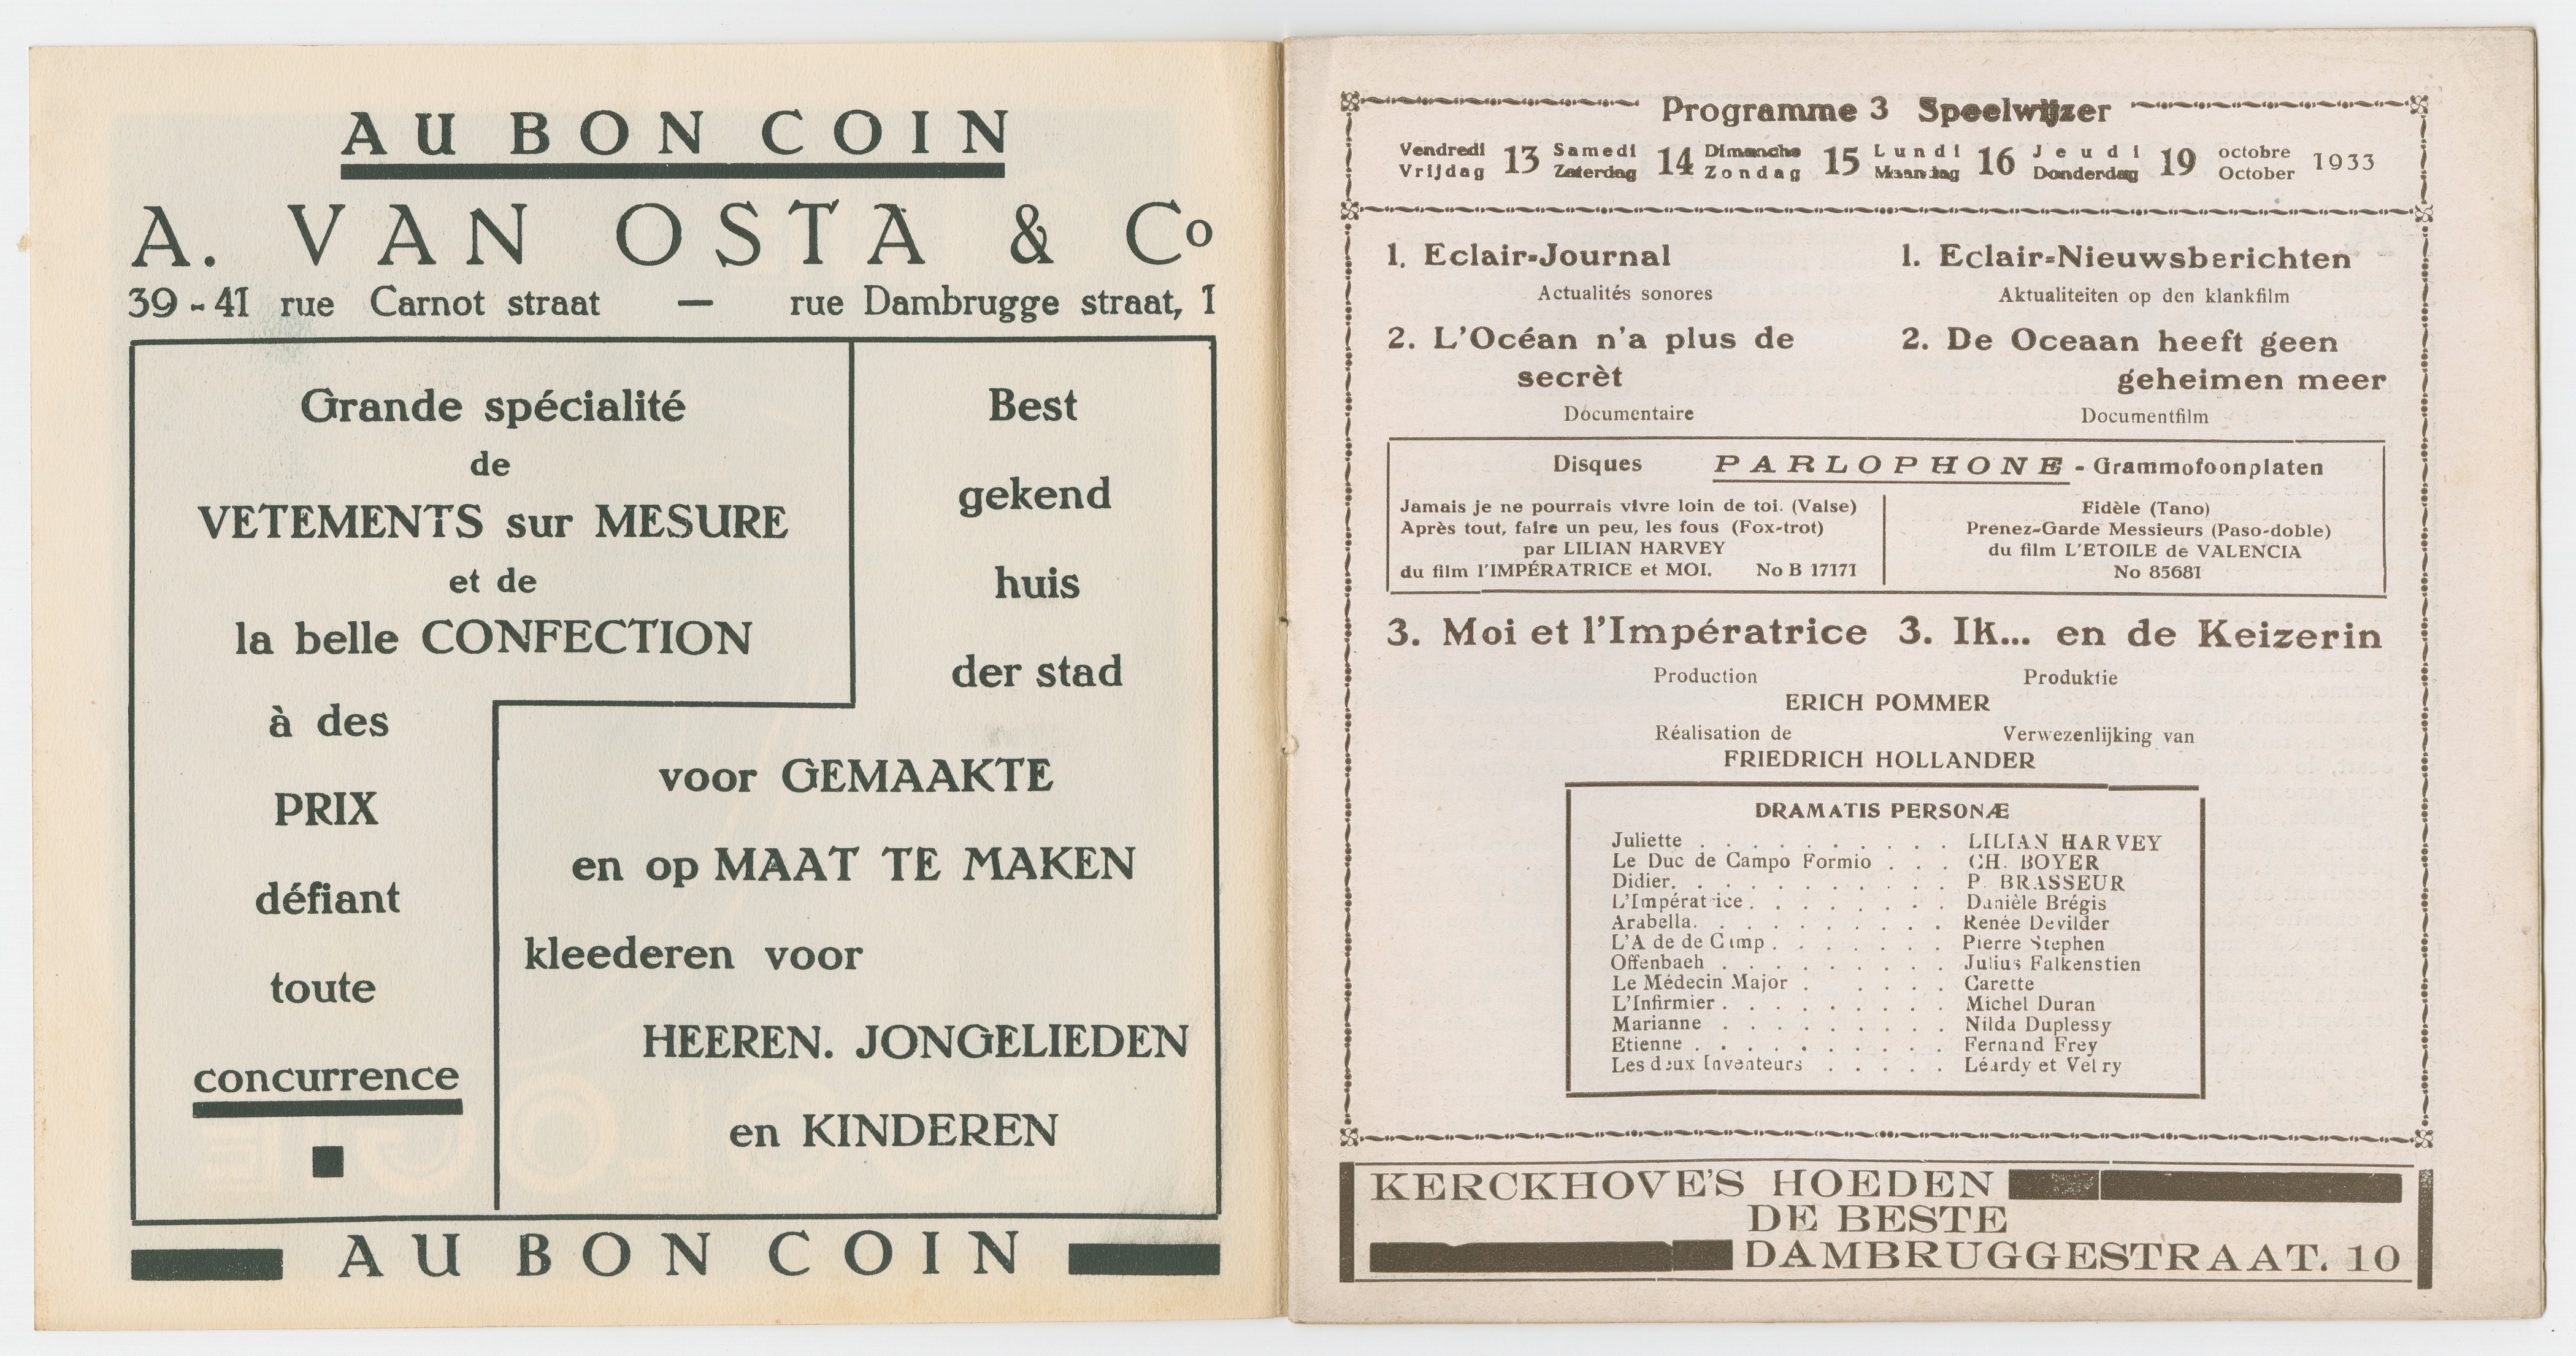 AU BON COIN
A. VAN OSTA & Co
39 - 41 rue Carnot straat — rue Dambrugge straat, 1
Grande spécialité
de
VETEMENTS sur MESURE
et de
la belle CONFECTION
à des
PRIX
défiant
toute
concurrence
Best
gekend
huis
der stad
voor GEMAAKTE
en op MAAT TE MAKEN
kleederen voor
HEEREN. JONGELIEDEN
en KINDEREN
AU BON COIN
Programme 3 Speelwijzer
Vendredi 13 Samedi 14 Dimanche 15 Lundi 16 Jeudi 19 octobre 1933
Vrijdag Zaterdag Zondag Maandag Donderdag October
1. Eclair-Journal
Actualités sonores
2. L'Océan n'a plus de
secrèt
Documentaire
1. Eclair-Nieuwsberichten
Aktualiteiten op den klankfilm
2. De Oceaan heeft geen
geheimen meer
Documentfilm
Disques PARLOPHONE - Grammofoonplaten
Jamais je ne pourrais vivre loin de toi. (Valse)
Après tout, faire un peu, les fous (Fox-trot)
par LILIAN HARVEY
du film l'IMPÉRATRICE et MOI. No B 17171
Fidèle (Tano)
Prenez-Garde Messieurs (Paso-doble)
du film L'ETOILE de VALENCIA
No 85681
3. Moi et l'Impératrice 3. Ik... en de Keizerin
Production Produktie
ERICH POMMER
Réalisation de Verwezenlijking van
FRIEDRICH HOLLANDER
DRAMATIS PERSONÆ
Juliette . . . . . . . . . . LILIAN HARVEY
Le Duc de Campo Formio . . . CH. BOYER
Didier. . . . . . . . . . . P. BRASSEUR
L'Impératrice . . . . . . . . Danièle Brégis
Arabella. . . . . . . . . . . Renée Devilder
L'A de de Camp . . . . . . . Pierre Stephen
Offenbaeh . . . . . . . . . Julius Falkenstien
Le Médecin Major . . . . . Carette
L'Infirmier . . . . . . . . . Michel Duran
Marianne . . . . . . . . . Nilda Duplessy
Etienne . . . . . . . . . . Fernand Frey
Les deux Inventeurs . . . . . Léardy et Velry
KERCKHOVE'S HOEDEN
DE BESTE
DAMBRUGGESTRAAT. 10